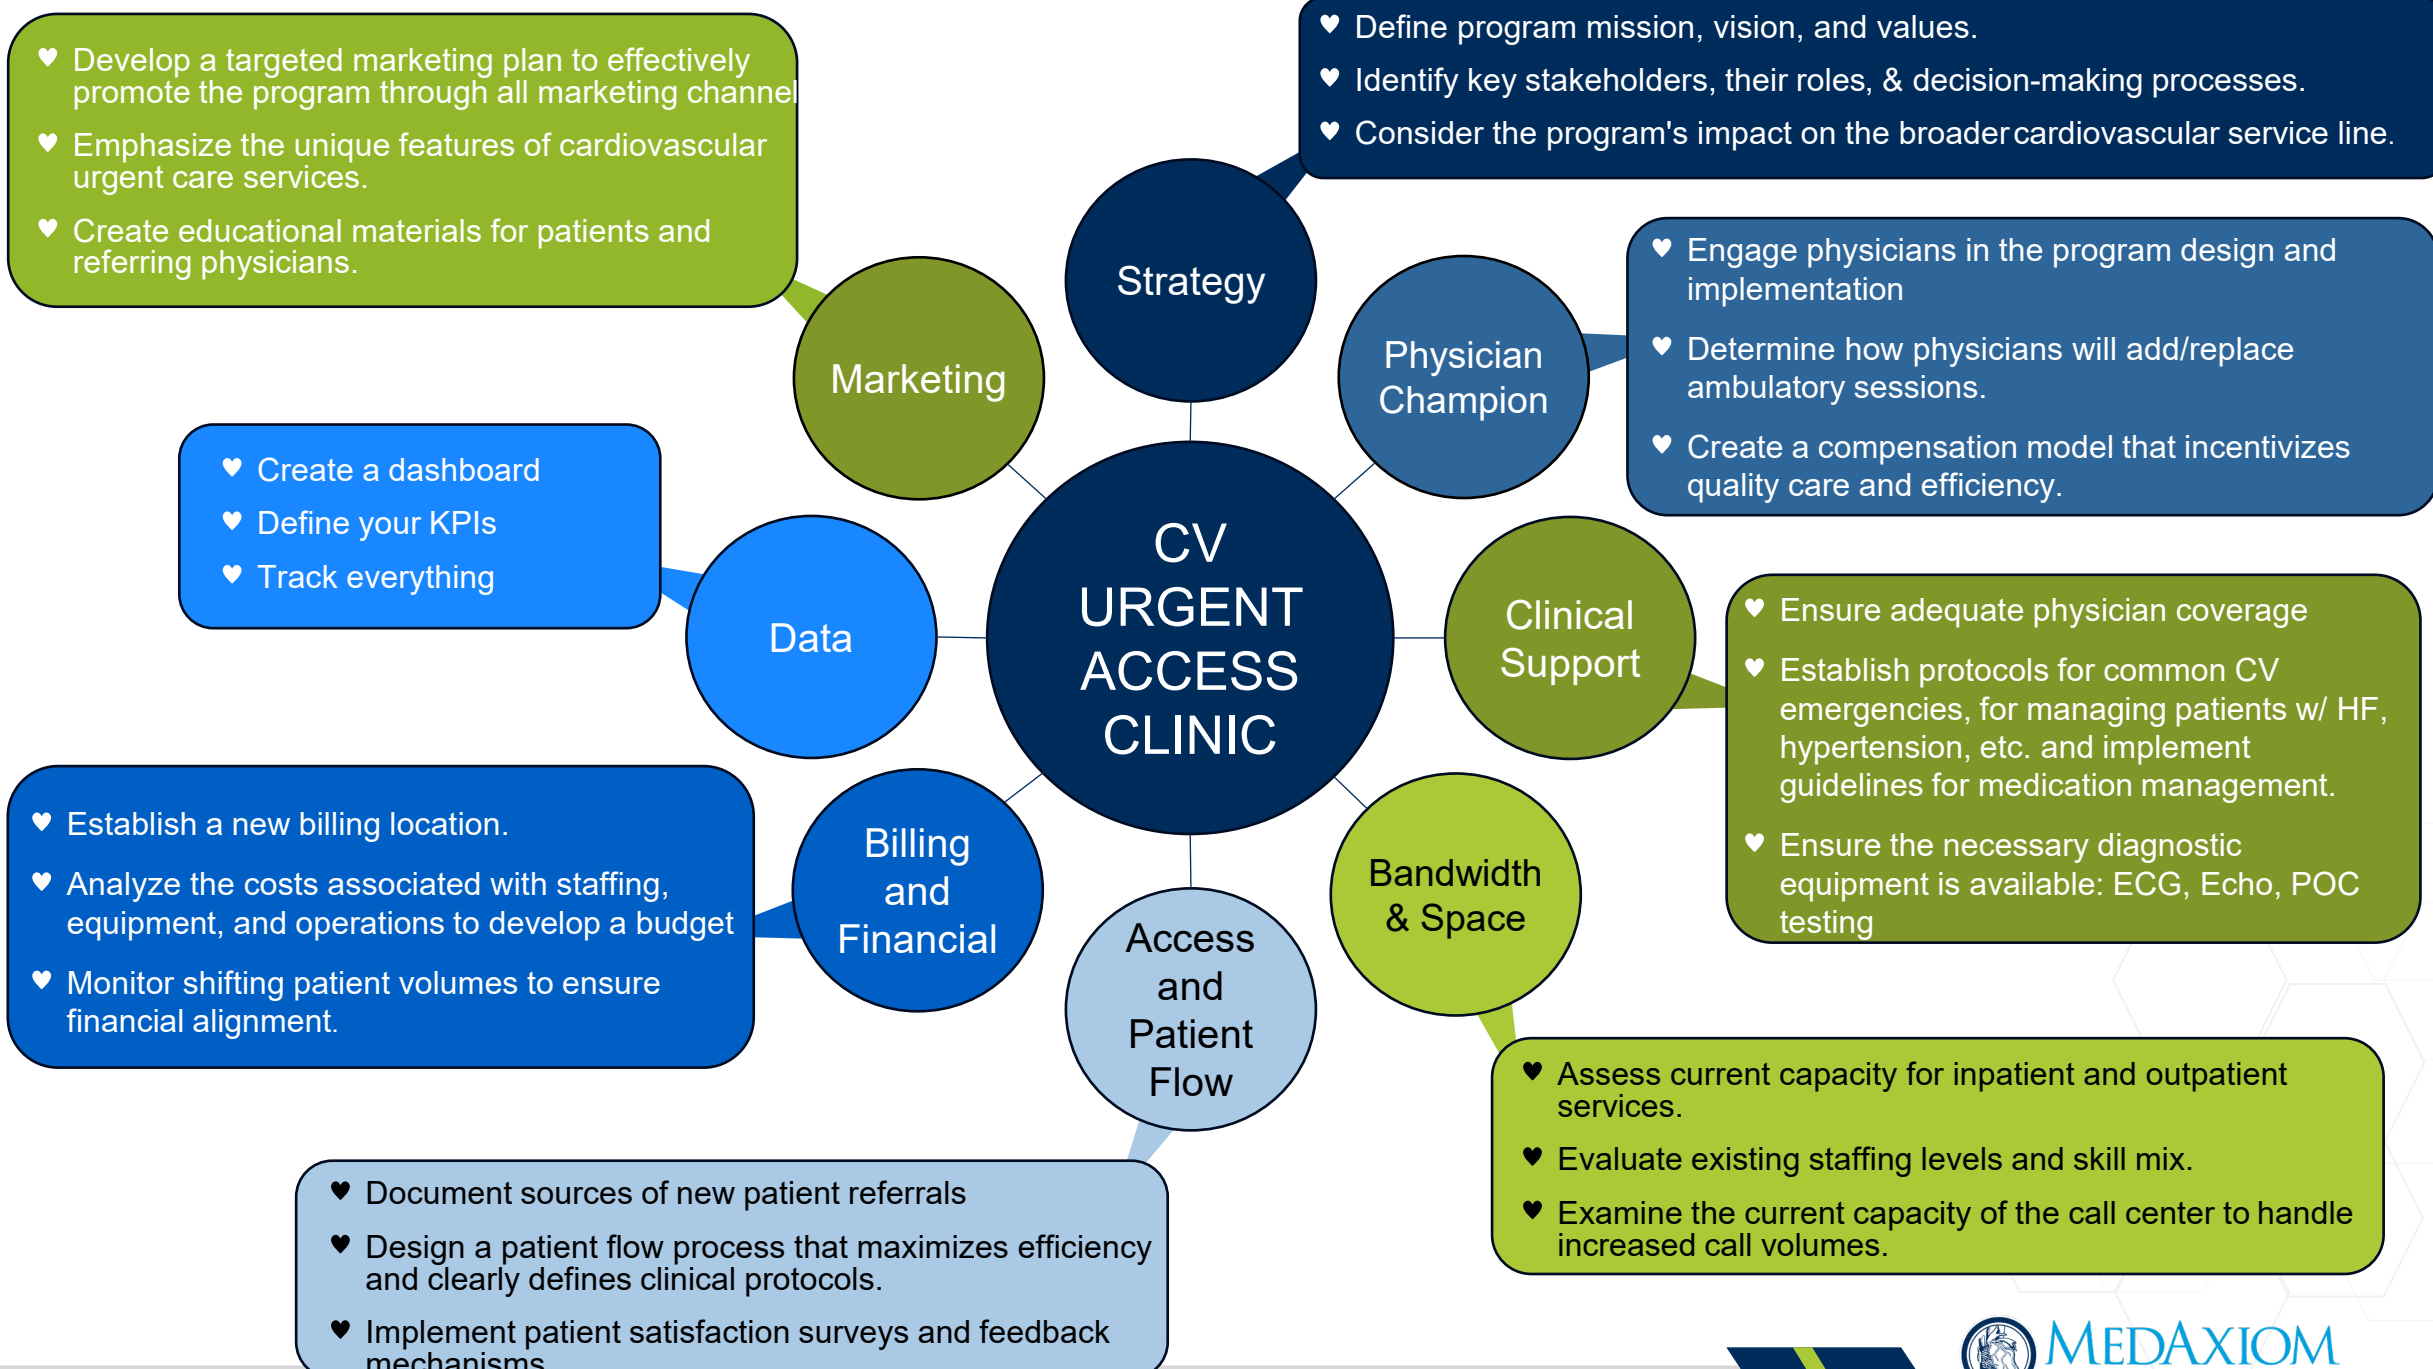 Define program mission, vision, and values.
Identify key stakeholders, their roles, & decision-making processes.
Consider the program's impact on the broader cardiovascular service line.
Develop a targeted marketing plan to effectively
promote the program through all marketing channel
Emphasize the unique features of cardiovascular
urgent care services.
Create educational materials for patients and
referring physicians.
Strategy
Engage physicians in the program design and
implementation
Determine how physicians will add/replace
ambulatory sessions.
Create a compensation model that incentivizes
quality care and efficiency.
Marketing
Physician
Champion
Create a dashboard
Define your KPIs
Track everything
Data
CV
URGENT
ACCESS
CLINIC
Clinical
Support
Ensure adequate physician coverage
Establish protocols for common CV
emergencies, for managing patients w/ HF,
hypertension, etc. and implement
guidelines for medication management.
Ensure the necessary diagnostic
equipment is available: ECG, Echo, POC
testing
Establish a new billing location.
Analyze the costs associated with staffing,
equipment, and operations to develop a budget
Monitor shifting patient volumes to ensure
financial alignment.
Billing
and
Financial
Access
and
Patient
Flow
Bandwidth
& Space
Assess current capacity for inpatient and outpatient
services.
Evaluate existing staffing levels and skill mix.
Examine the current capacity of the call center to handle
increased call volumes.
Document sources of new patient referrals
Design a patient flow process that maximizes efficiency
and clearly defines clinical protocols.
Implement patient satisfaction surveys and feedback
mechanisms
MEDAXIOM